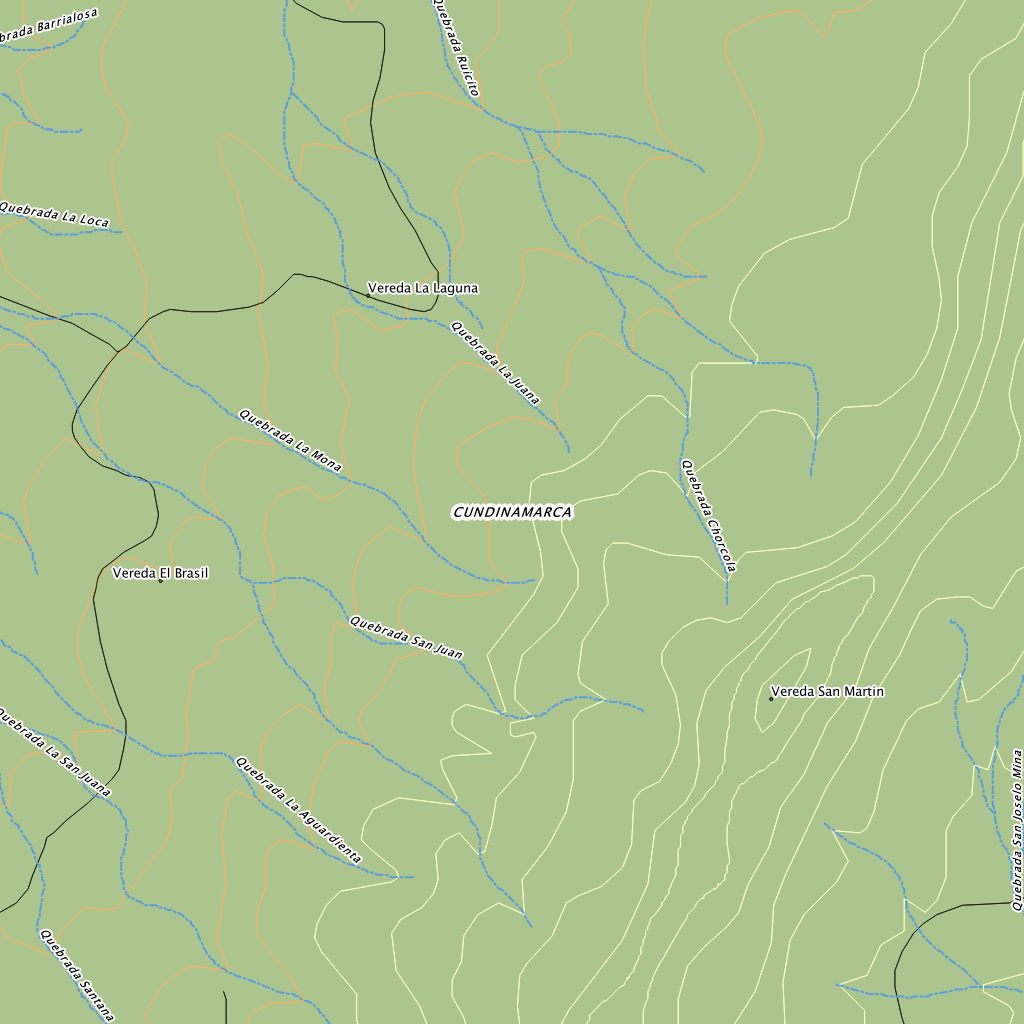 brada Barrialosa
Quebrada Ruicito
Quebrada La Loca
Vereda La Laguna
Quebrada La Juana
Quebrada La Mona
Quebrada Chorcola
CUNDINAMARCA
Vereda El Brasil
Quebrada San Juan
Vereda San Martin
Quebrada La San Juana
Quebrada La Aguardienta
Quebrada San Joselo Mina
Quebrada Santana